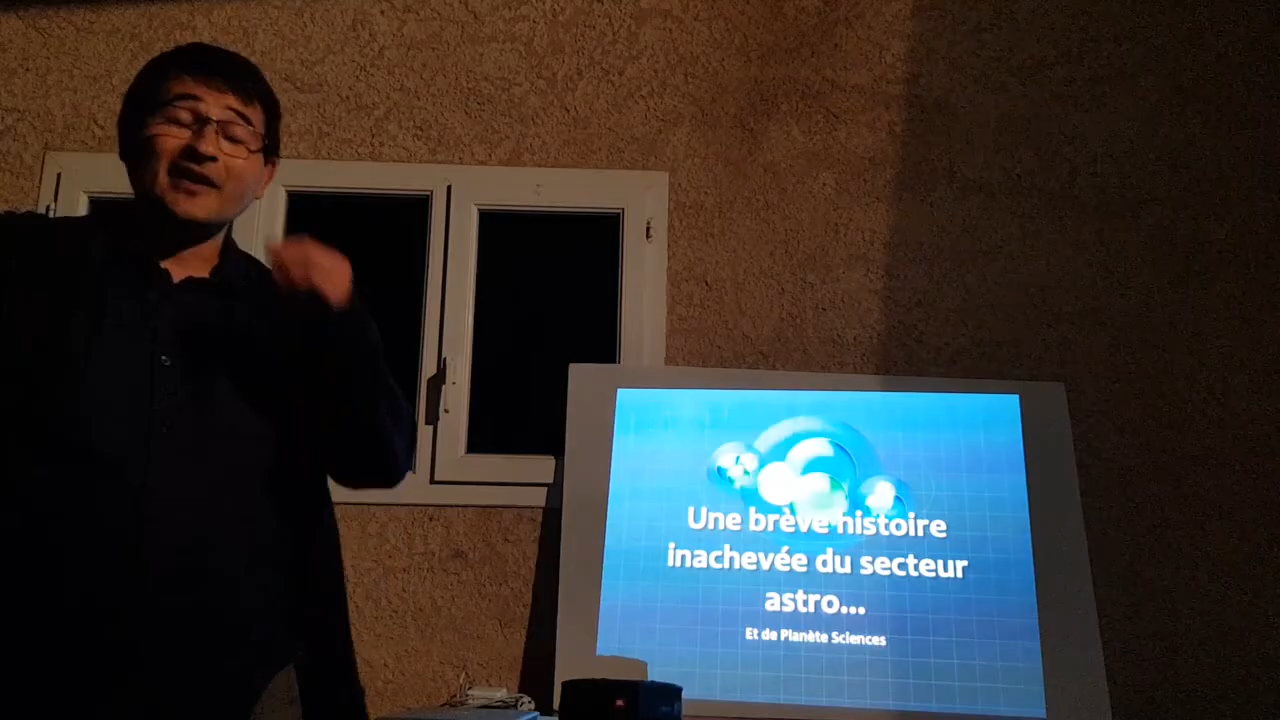 Une brève histoire
inachevée du secteur
astro...
Et de Planète Sciences